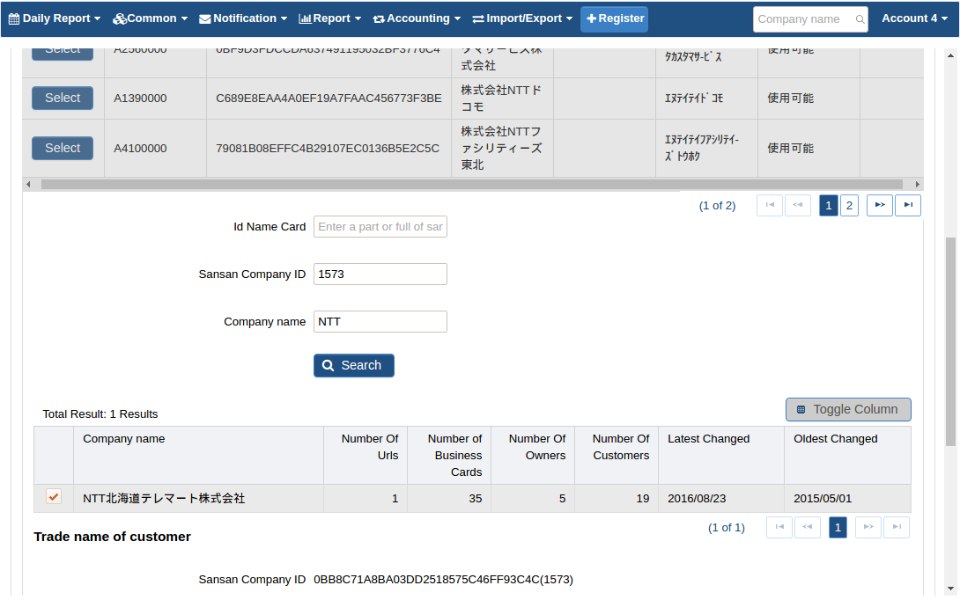 Daily Report Common Notification Report Accounting Import/Export Register Company name Account 4
Select A2560000 クマサービス株式会社 ﾀｶｽｸﾏｻｰﾋﾞｽ 使用可能
Select A1390000 C689E8EAA4A0EF19A7FAAC456773F3BE 株式会社NTTドコモ ｴﾇﾃｲﾃｲﾄﾞｺﾓ 使用可能
Select A4100000 79081B08EFFC4B29107EC0136B5E2C5C 株式会社NTTファシリティーズ東北 ｴﾇﾃｲﾃｲﾌｱｼﾘﾃｲｰｽﾞﾄｳﾎｸ 使用可能
(1 of 2) 1 2
Id Name Card Enter a part or full of sar
Sansan Company ID 1573
Company name NTT
Search
Total Result: 1 Results Toggle Column
Company name Number Of Urls Number of Business Cards Number Of Owners Number Of Customers Latest Changed Oldest Changed
NTT北海道テレマート株式会社 1 35 5 19 2016/08/23 2015/05/01
(1 of 1) 1
Trade name of customer
Sansan Company ID 0BB8C71A8BA03DD2518575C46FF93C4C(1573)